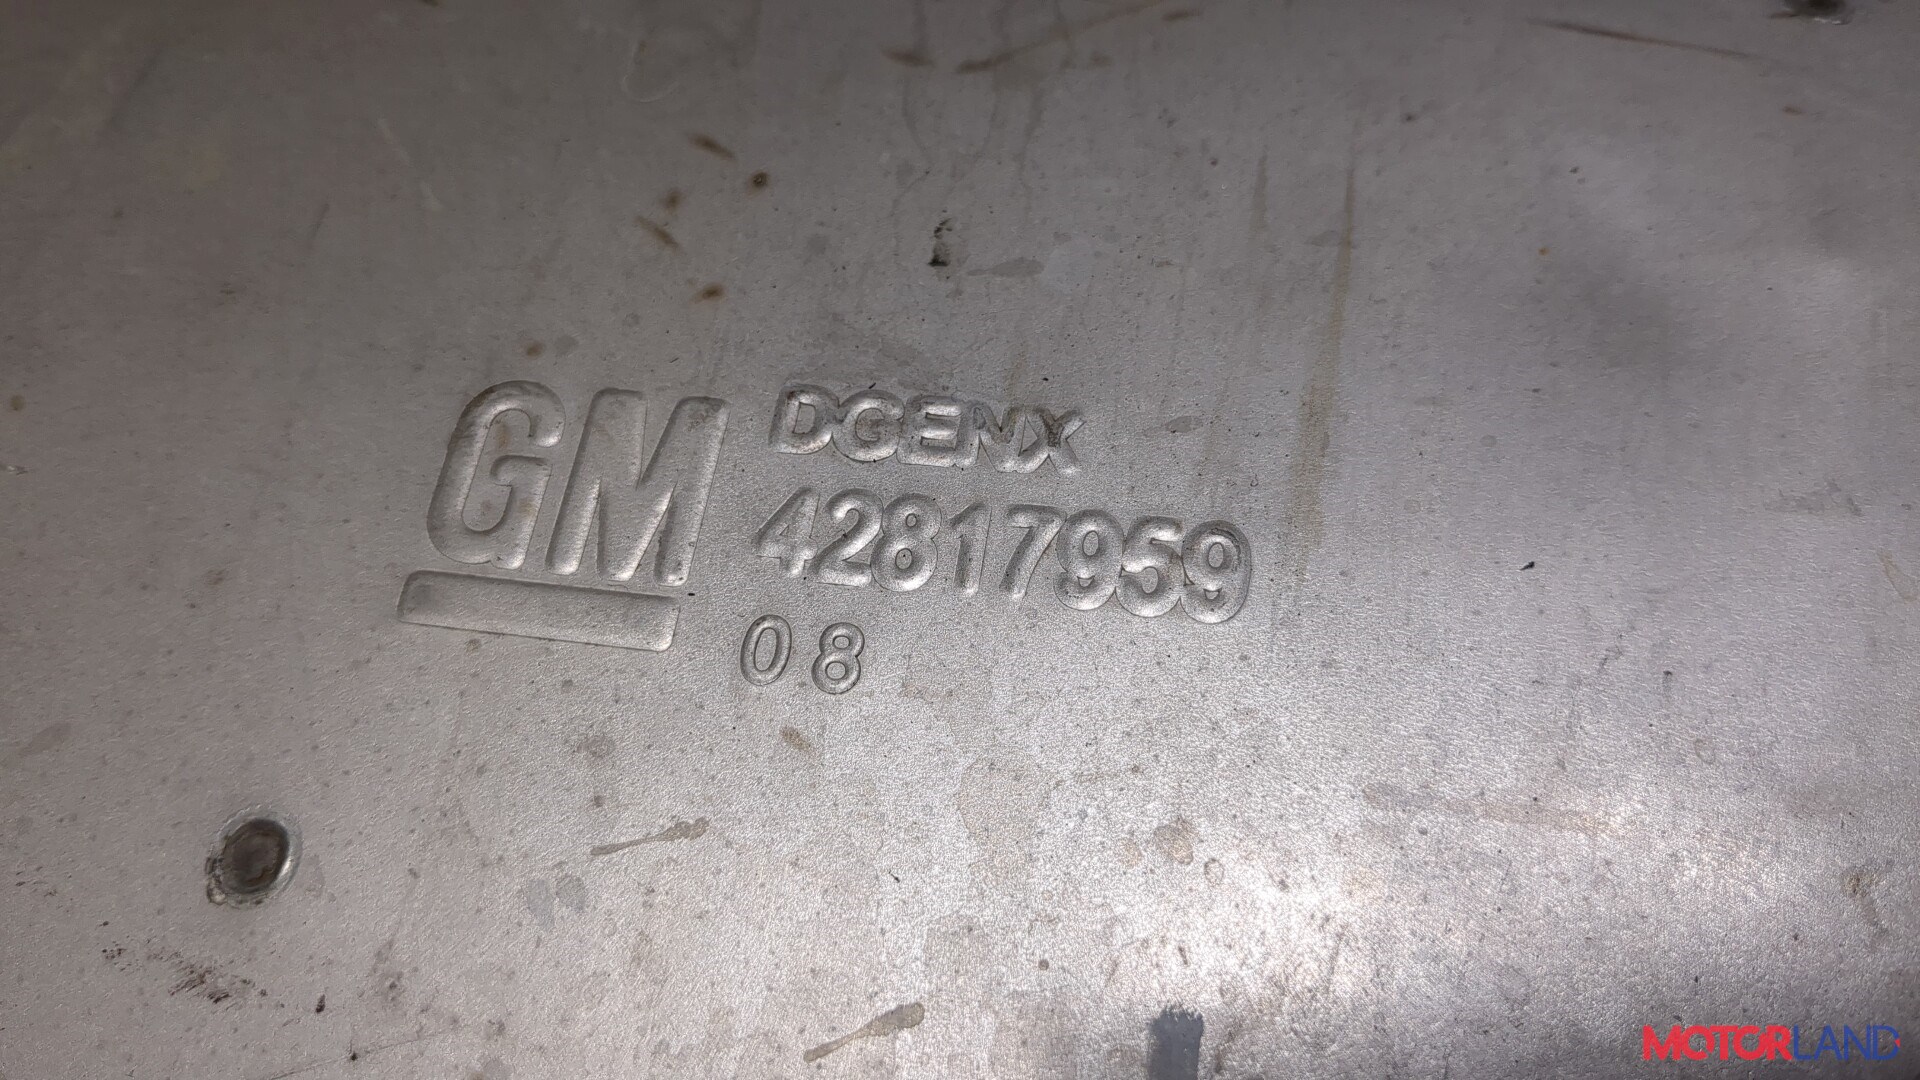 GM
DGENX
42817959
08
MOTORLAND